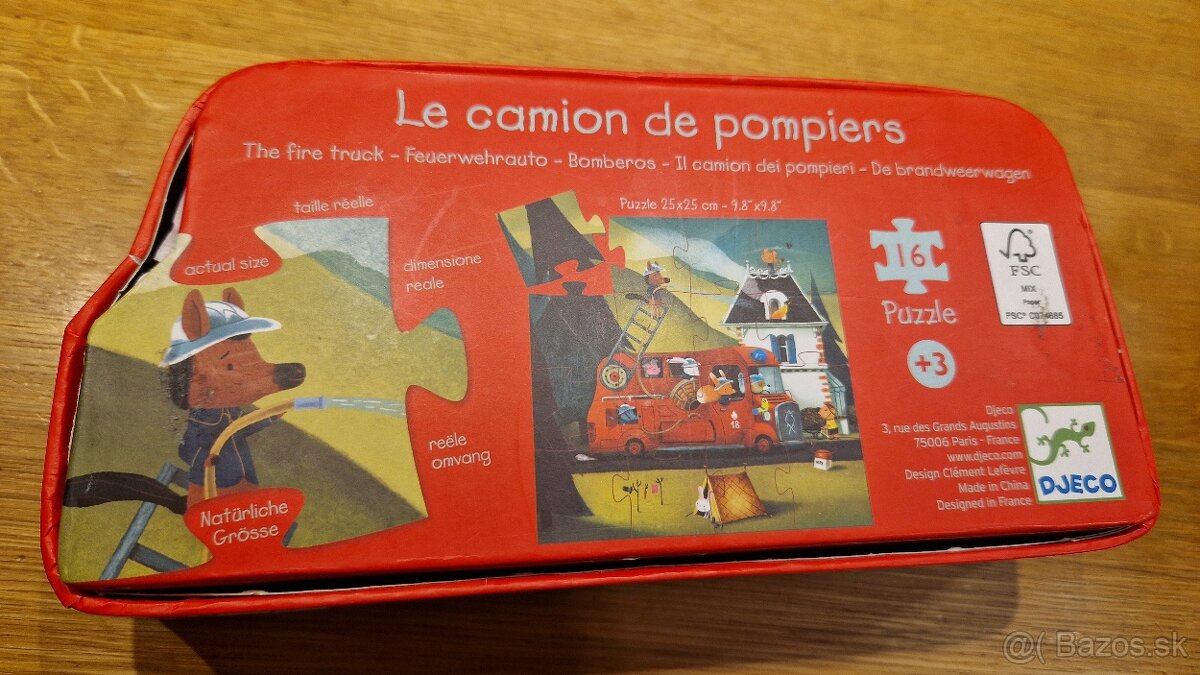 Le camion de pompiers
The fire truck - Feuerwehrauto - Bomberos - Il camion dei pompieri - De brandweerwagen
taille réelle
actual size
dimensione
reale
reële
omvang
Natürliche
Grösse
Puzzle 25x25 cm - 9.8"x9.8"
18
16
Puzzle
+3
FSC
MIX
Paper
FSC® C074685
Djeco
3, rue des Grands Augustins
75006 Paris - France
www.djeco.com
Design Clément Lefèvre
Made in China
Designed in France
DJECO
@( Bazos.sk